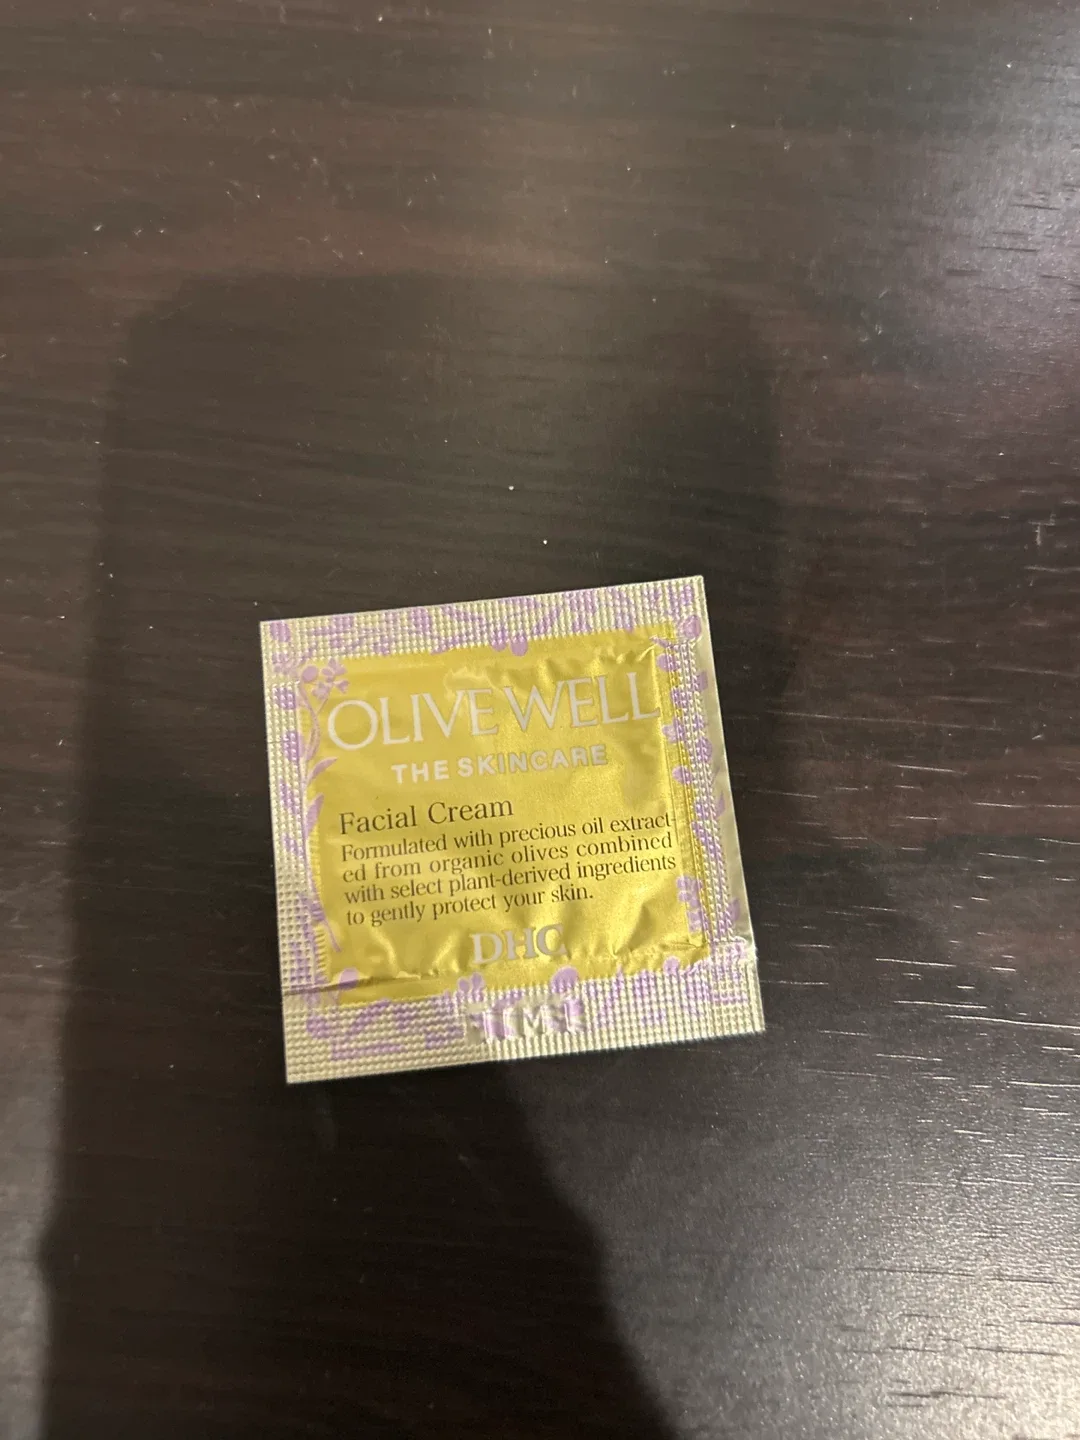 OLIVE WELL
THE SKINCARE
Facial Cream
Formulated with precious oil extract-
ed from organic olives combined
with select plant-derived ingredients
to gently protect your skin.
DHC